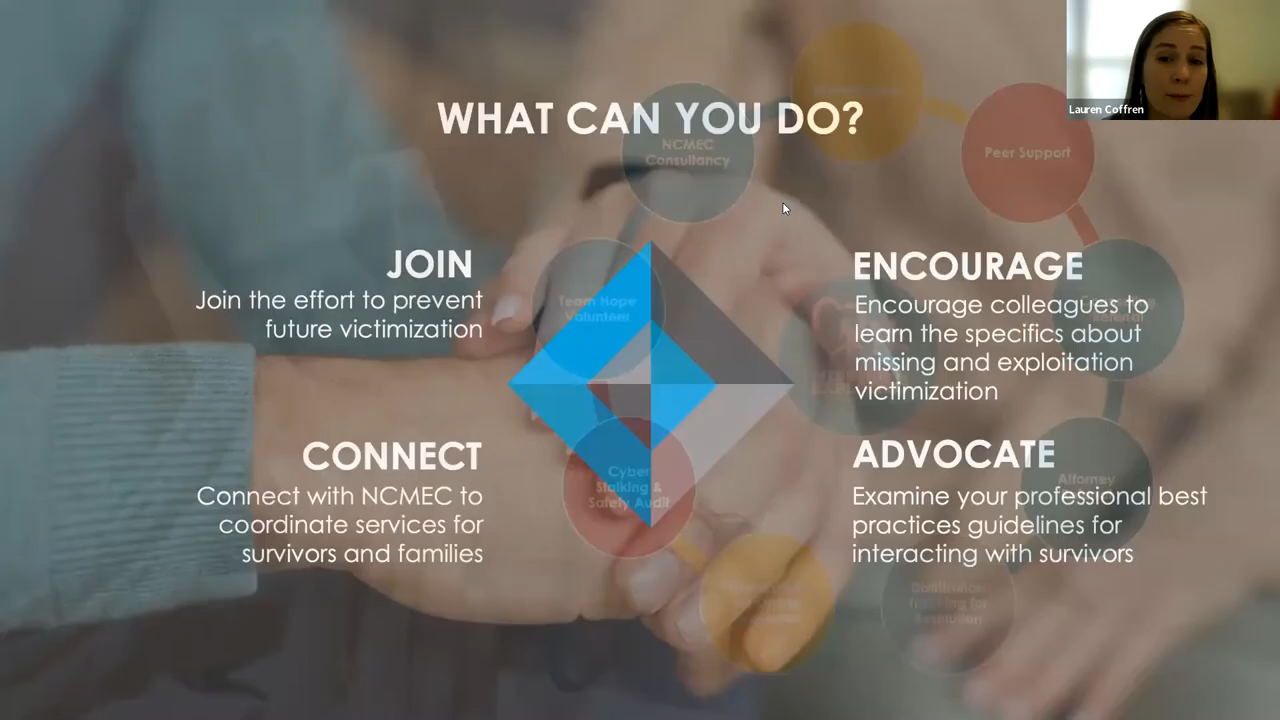 WHAT CAN YOU DO?
Lauren Coffren
NCMEC
Consultancy
Peer Support
JOIN
Join the effort to prevent
future victimization
Team Hope
Volunteer
ENCOURAGE
Encourage colleagues to
learn the specifics about
missing and exploitation
victimization
CONNECT
Connect with NCMEC to
coordinate services for
survivors and families
Cyber
Stalking &
Safety Audit
ADVOCATE
Attorney
Examine your professional best
practices guidelines for
interacting with survivors